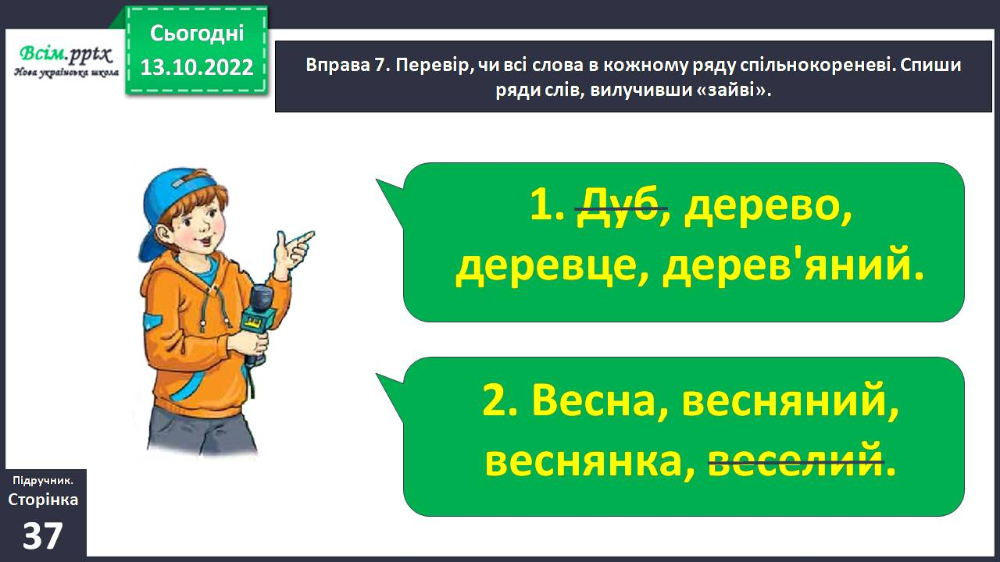 Всім.pptx
Нова українська школа
Сьогодні
13.10.2022
Вправа 7. Перевір, чи всі слова в кожному ряду спільнокореневі. Спиши
ряди слів, вилучивши «зайві».
1. Дуб, дерево,
деревце, дерев'яний.
2. Весна, весняний,
веснянка, веселий.
Підручник.
Сторінка
37